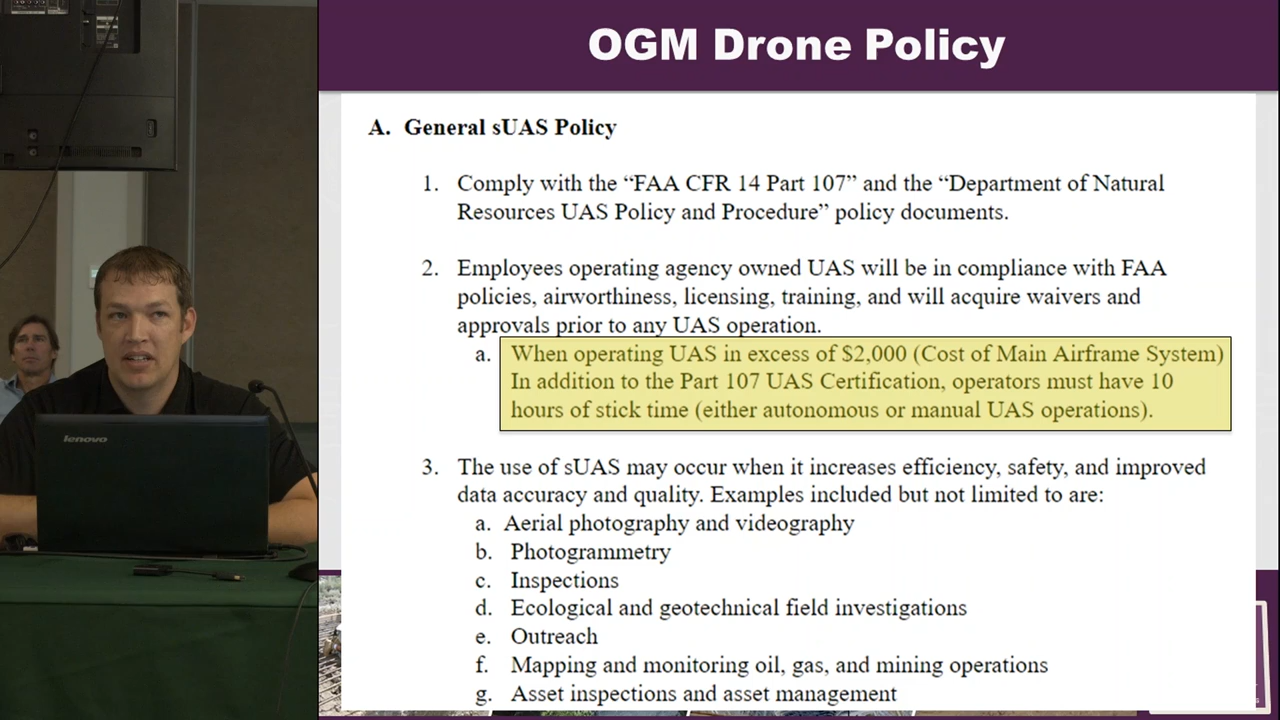 OGM Drone Policy
A. General sUAS Policy
1. Comply with the “FAA CFR 14 Part 107” and the “Department of Natural
Resources UAS Policy and Procedure” policy documents.
2. Employees operating agency owned UAS will be in compliance with FAA
policies, airworthiness, licensing, training, and will acquire waivers and
approvals prior to any UAS operation.
a. When operating UAS in excess of $2,000 (Cost of Main Airframe System)
In addition to the Part 107 UAS Certification, operators must have 10
hours of stick time (either autonomous or manual UAS operations).
3. The use of sUAS may occur when it increases efficiency, safety, and improved
data accuracy and quality. Examples included but not limited to are:
a. Aerial photography and videography
b. Photogrammetry
c. Inspections
d. Ecological and geotechnical field investigations
e. Outreach
f. Mapping and monitoring oil, gas, and mining operations
g. Asset inspections and asset management
lenovo